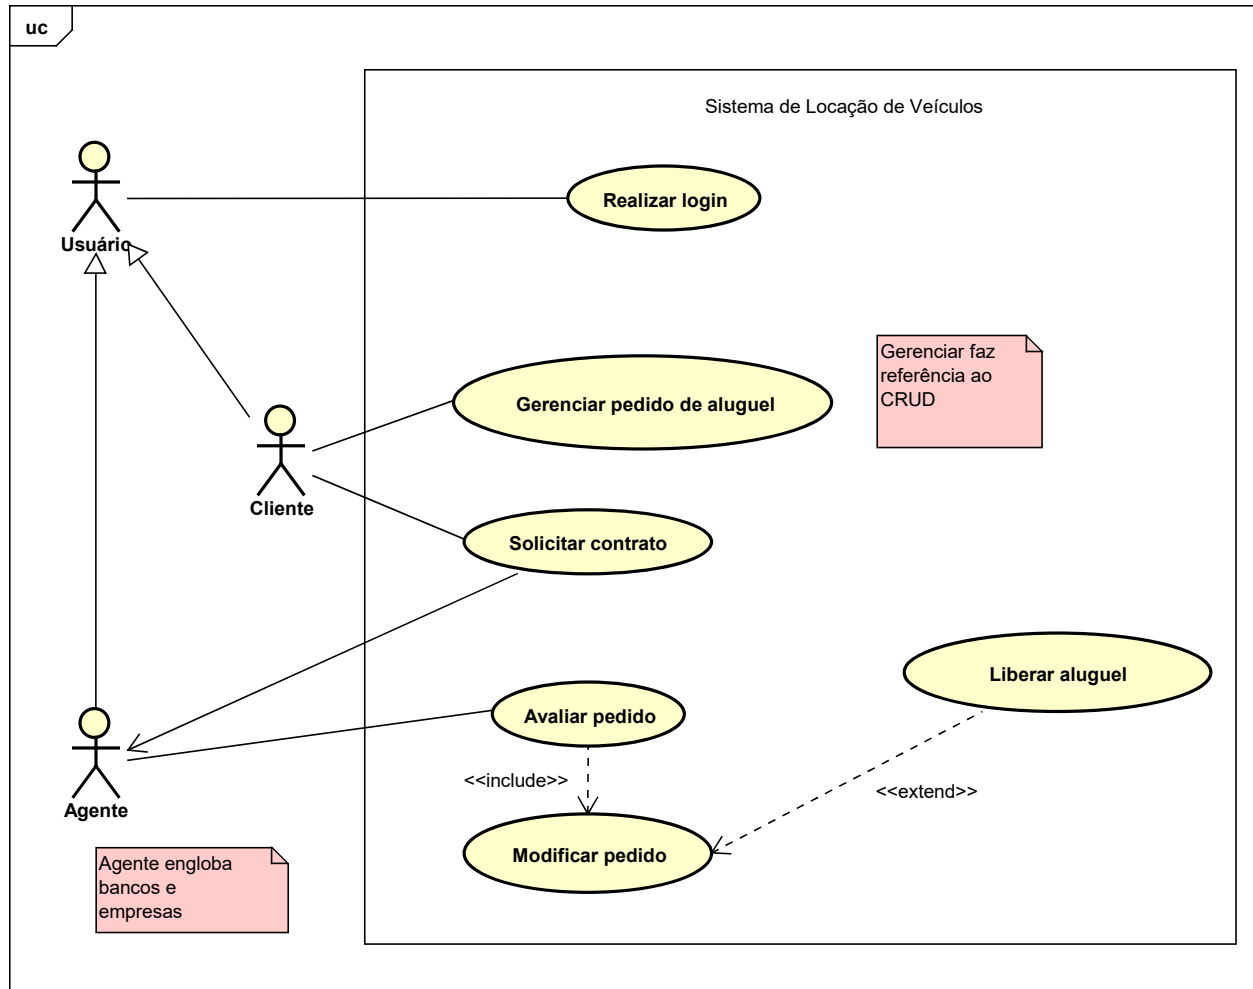 uc
Sistema de Locação de Veículos
Realizar login
Usuário
Gerenciar faz
referência ao
CRUD
Gerenciar pedido de aluguel
Cliente
Solicitar contrato
Liberar aluguel
Avaliar pedido
<<include>>
<<extend>>
Agente
Modificar pedido
Agente engloba
bancos e
empresas